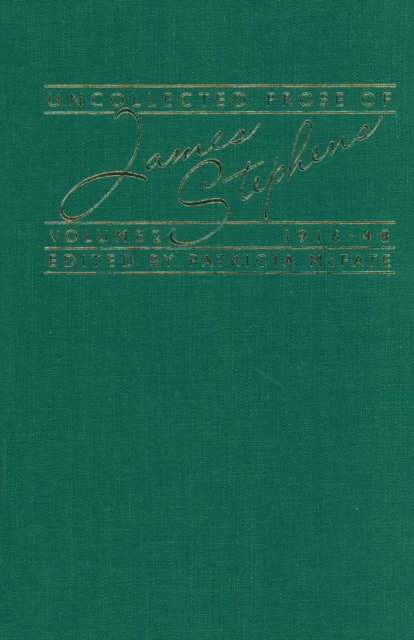 UNCOLLECTED PROSE OF
James Stephens
VOLUME 2 1916-48
EDITED BY PATRICIA McFATE